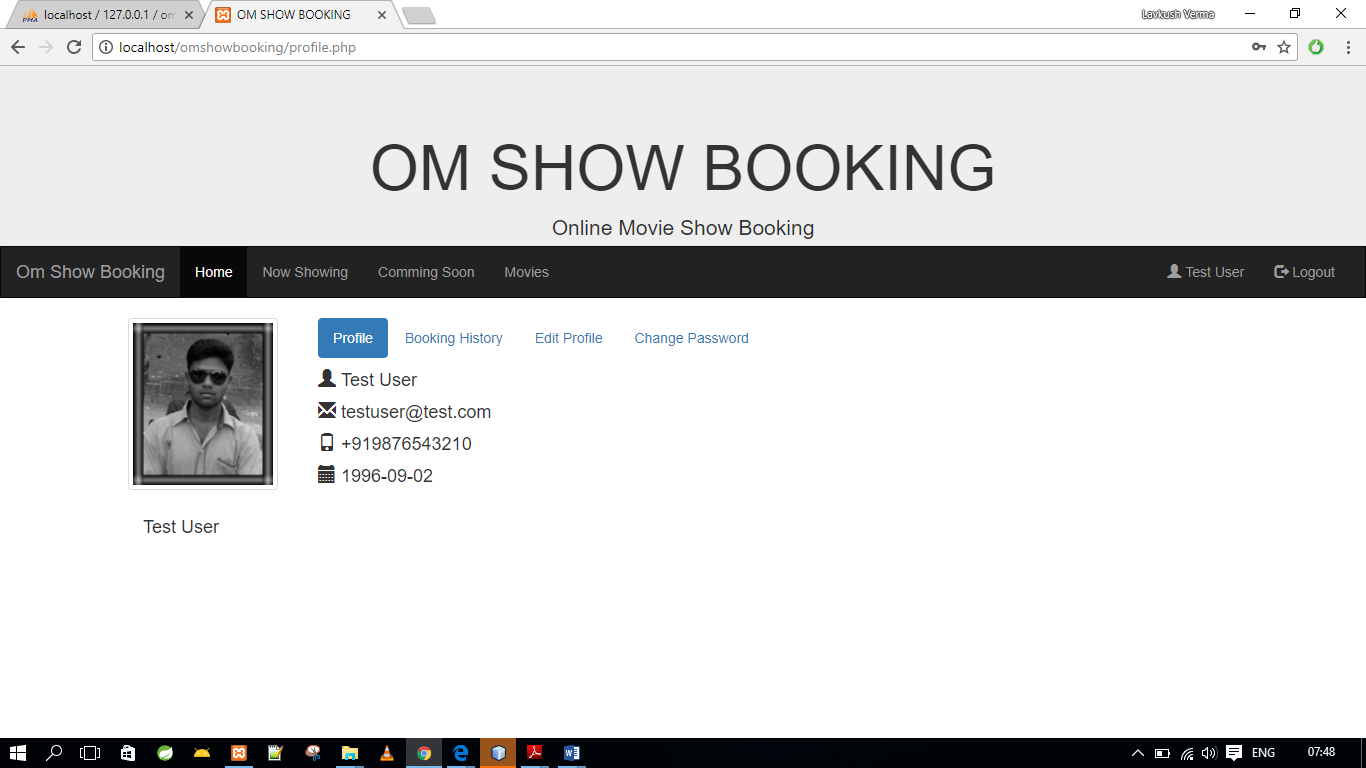 localhost / 127.0.0.1 / om
OM SHOW BOOKING
Lavkush Verma
localhost/omshowbooking/profile.php
OM SHOW BOOKING
Online Movie Show Booking
Om Show Booking
Home
Now Showing
Comming Soon
Movies
Test User
Logout
Profile
Booking History
Edit Profile
Change Password
Test User
testuser@test.com
+919876543210
1996-09-02
Test User
ENG
07:48